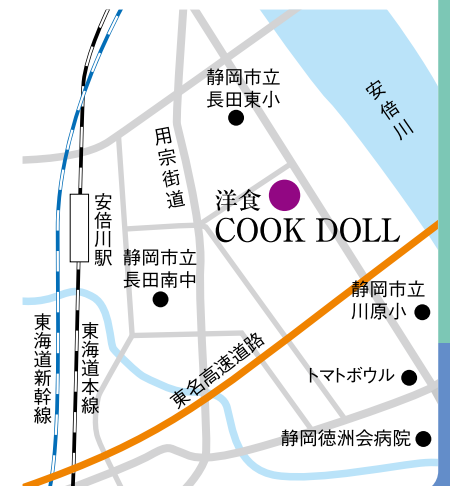 静岡市立
長田東小
安倍川
用宗街道
洋食
COOK DOLL
安倍川駅
静岡市立
長田南中
静岡市立
川原小
東海道新幹線
東海道本線
東名高速道路
トマトボウル
静岡徳洲会病院